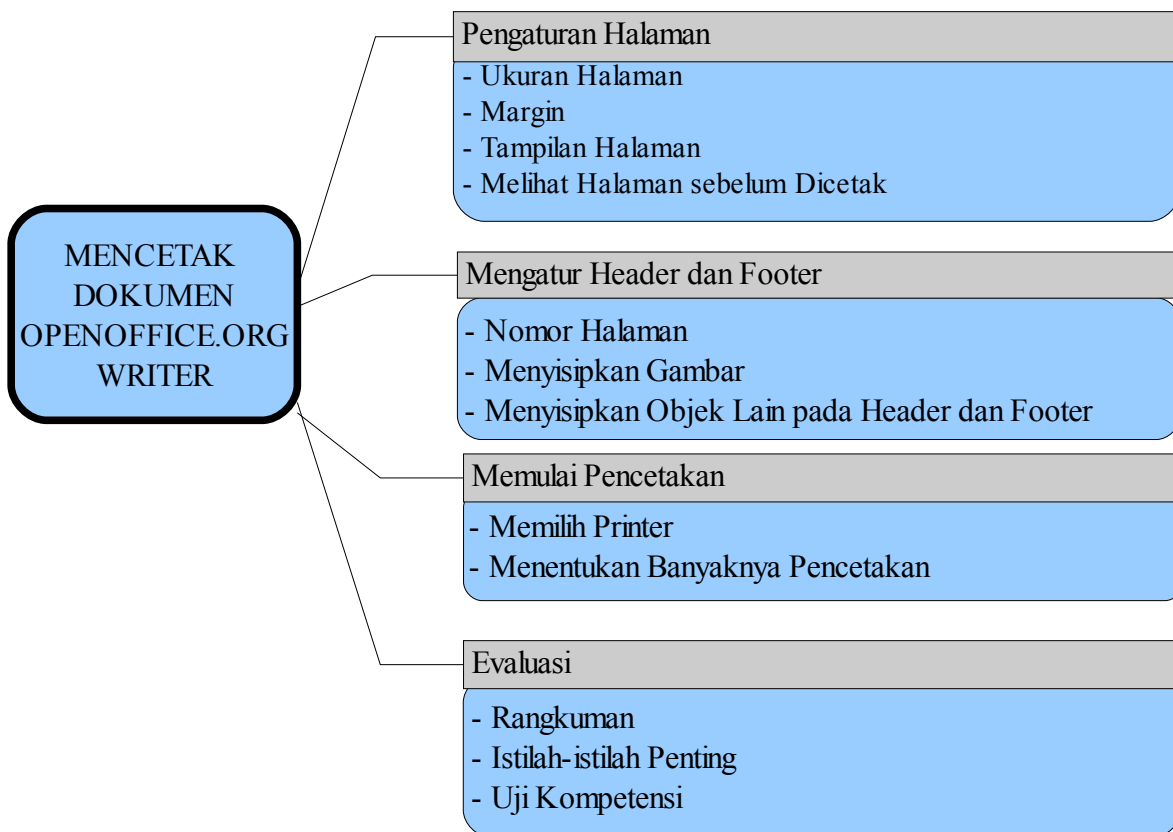 MENCETAK
DOKUMEN
OPENOFFICE.ORG
WRITER
Pengaturan Halaman
- Ukuran Halaman
- Margin
- Tampilan Halaman
- Melihat Halaman sebelum Dicetak
Mengatur Header dan Footer
- Nomor Halaman
- Menyisipkan Gambar
- Menyisipkan Objek Lain pada Header dan Footer
Memulai Pencetakan
- Memilih Printer
- Menentukan Banyaknya Pencetakan
Evaluasi
- Rangkuman
- Istilah-istilah Penting
- Uji Kompetensi